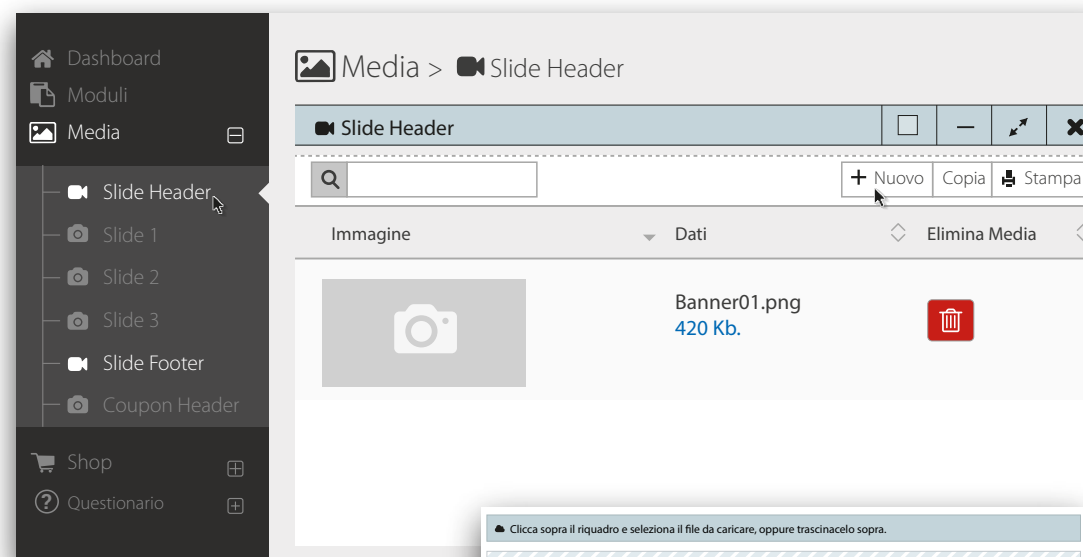 Dashboard
Moduli
Media
Slide Header
Slide 1
Slide 2
Slide 3
Slide Footer
Coupon Header
Shop
Questionario
Media > Slide Header
Slide Header
Nuovo Copia Stampa
Immagine Dati Elimina Media
Banner01.png
420 Kb.
Clicca sopra il riquadro e seleziona il file da caricare, oppure trascinacelo sopra.